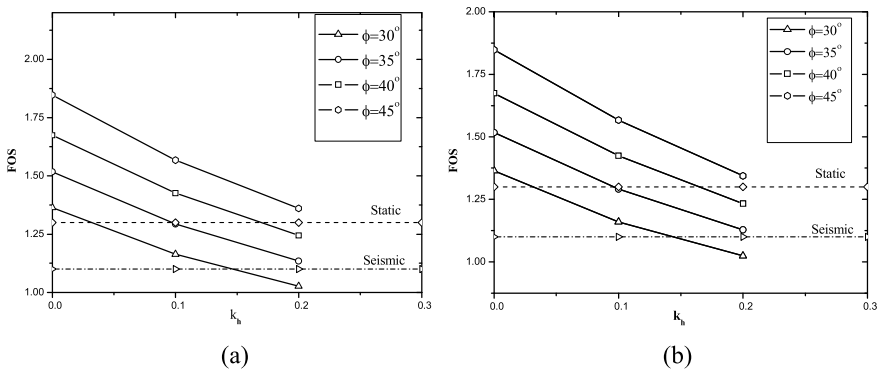 2.00
1.75
1.50
1.25
1.00
FOS
0.0 0.1 0.2 0.3
k_h
ϕ=30°
ϕ=35°
ϕ=40°
ϕ=45°
Static
Seismic
(a)
2.00
1.75
1.50
1.25
1.00
FOS
0.0 0.1 0.2 0.3
k_h
ϕ=30°
ϕ=35°
ϕ=40°
ϕ=45°
Static
Seismic
(b)